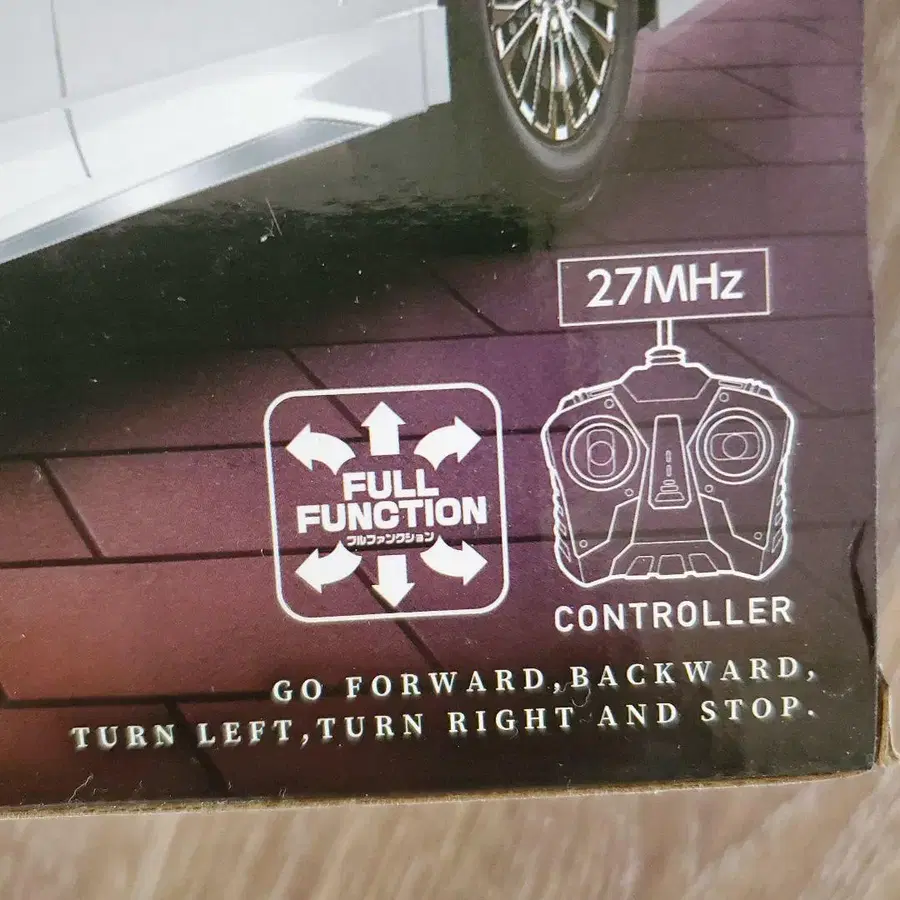 27MHz
FULL
FUNCTION
フルファンクション
CONTROLLER
GO FORWARD,BACKWARD,
TURN LEFT,TURN RIGHT AND STOP.